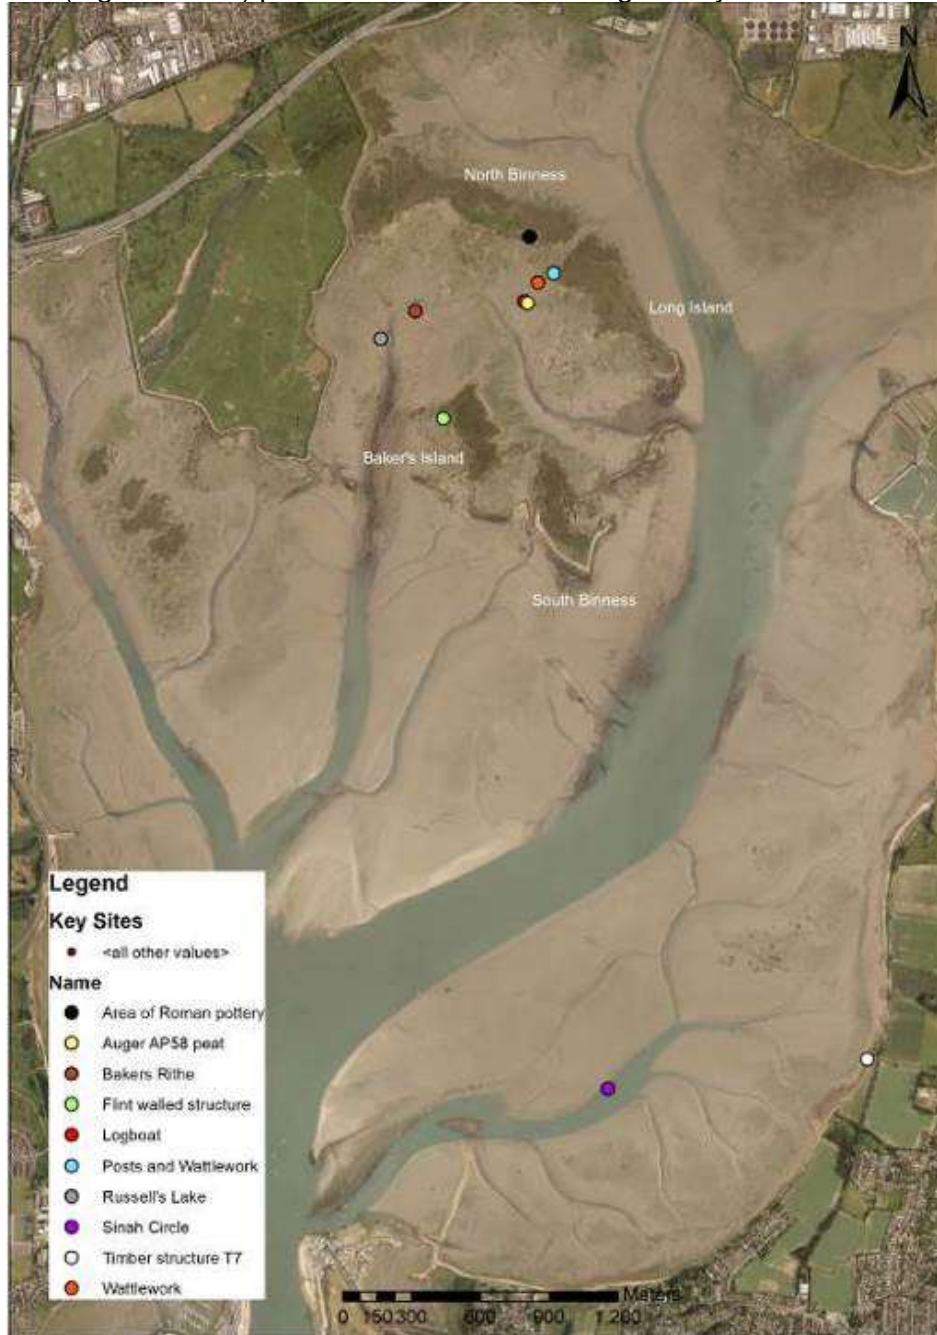 N
North Binness
Long Island
Baker's Island
South Binness
Legend
Key Sites
<all other values>
Name
Area of Roman pottery
Auger AP58 peat
Bakers Rithe
Flint walled structure
Logboat
Posts and Wattlework
Russell's Lake
Sinah Circle
Timber structure T7
Wattlework
Meters
0 150 300 600 900 1,200